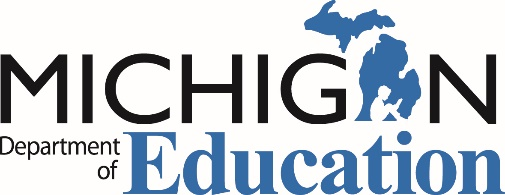 MICHIGAN
Department
of Education